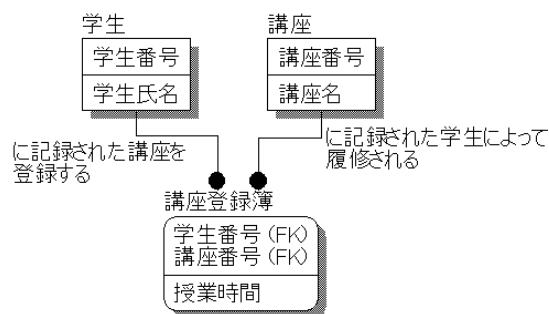 学生
学生番号
学生氏名
講座
講座番号
講座名
に記録された講座を
登録する
に記録された学生によって
履修される
講座登録簿
学生番号(FK)
講座番号(FK)
授業時間